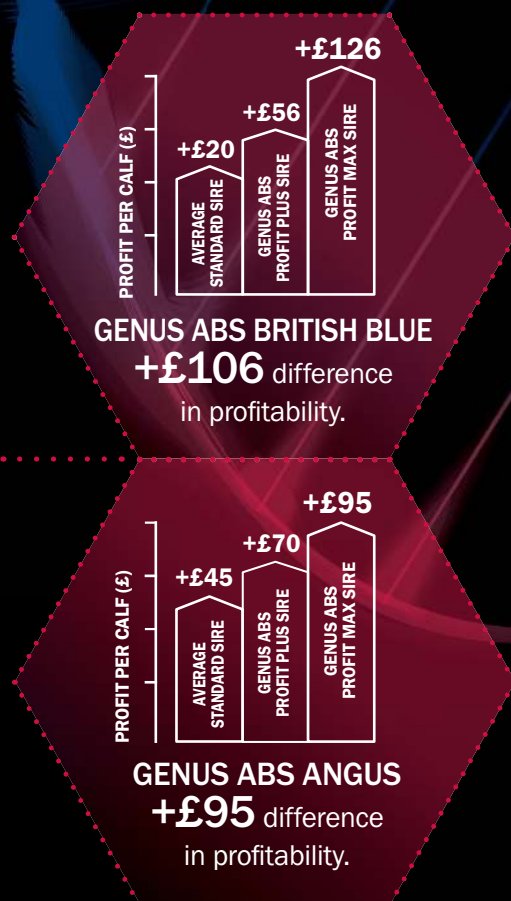 +£126
+£56
+£20
PROFIT PER CALF (£)
AVERAGE
STANDARD SIRE
GENUS ABS
PROFIT PLUS SIRE
GENUS ABS
PROFIT MAX SIRE
GENUS ABS BRITISH BLUE
+£106 difference
in profitability.
+£95
+£70
+£45
PROFIT PER CALF (£)
AVERAGE
STANDARD SIRE
GENUS ABS
PROFIT PLUS SIRE
GENUS ABS
PROFIT MAX SIRE
GENUS ABS ANGUS
+£95 difference
in profitability.